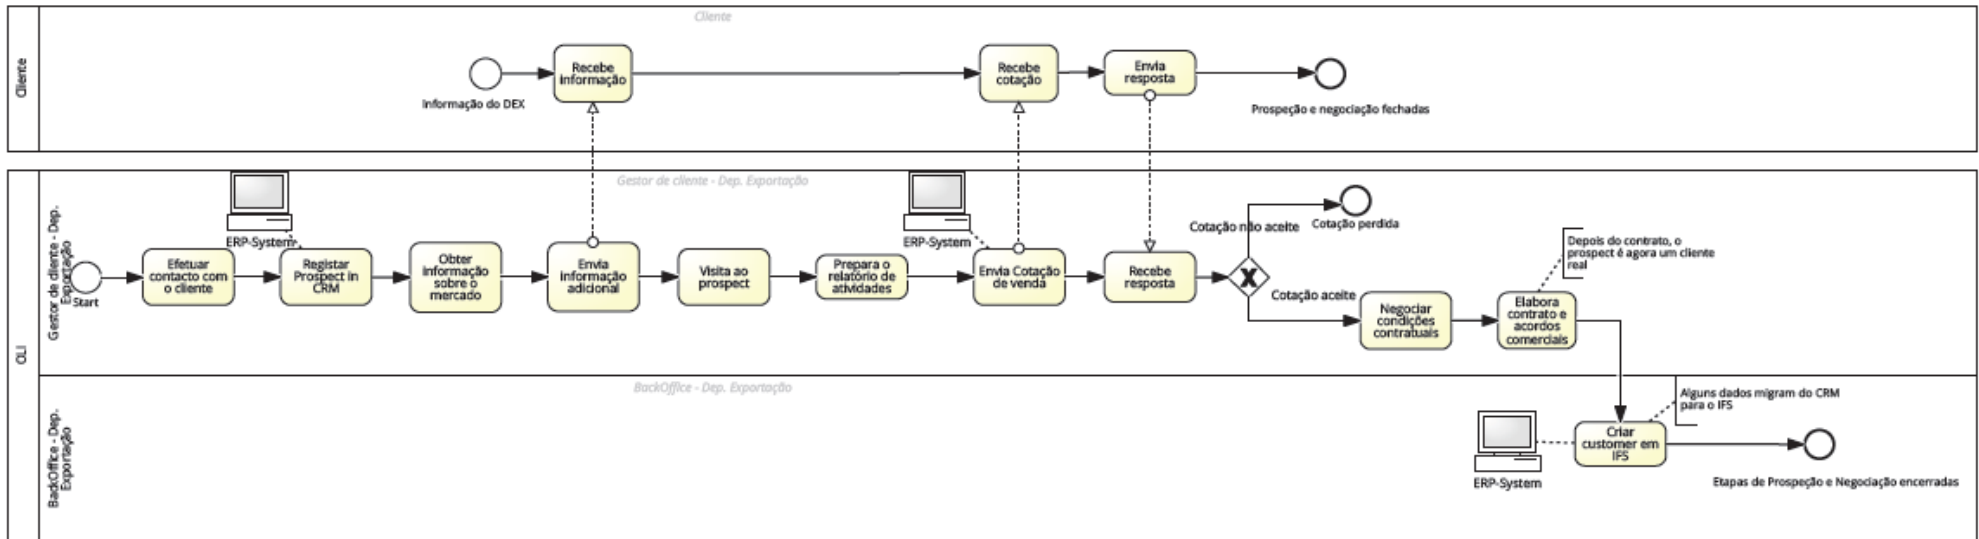 Cliente
Cliente
Informação do DEX
Recebe
informação
Recebe
cotação
Envia
resposta
Prospeção e negociação fechadas
OLI
Gestor de cliente - Dep. Exportação
Gestor de cliente - Dep.
Exportação
Start
Efetuar
contacto com
o cliente
ERP-System
Registar
Prospect in
CRM
Obter
informação
sobre o
mercado
Envia
informação
adicional
Visita ao
prospect
Prepara o
relatório de
atividades
ERP-System
Envia Cotação
de venda
Recebe
resposta
X
Cotação não aceite
Cotação perdida
Cotação aceite
Negociar
condições
contratuais
Elabora
contrato e
acordos
comerciais
Depois do contrato, o
prospect é agora um cliente
real
BackOffice - Dep. Exportação
BackOffice - Dep.
Exportação
ERP-System
Criar
customer em
IFS
Alguns dados migram do CRM
para o IFS
Etapas de Prospeção e Negociação encerradas